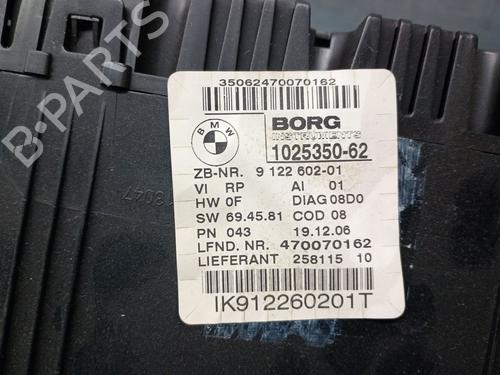 B-PARTS
35062470070162
BMW
BORG
INSTRUMENTS
1025350-62
ZB-NR. 9 122 602-01
VI RP AI 01
HW 0F DIAG 08D0
SW 69.45.81 COD 08
PN 043 19.12.06
LFND. NR. 470070162
LIEFERANT 258115 10
IK912260201T